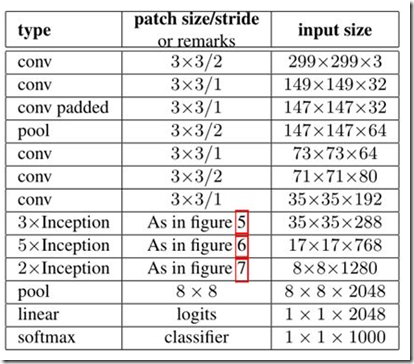 type patch size/stride or remarks input size
conv 3×3/2 299×299×3
conv 3×3/1 149×149×32
conv padded 3×3/1 147×147×32
pool 3×3/2 147×147×64
conv 3×3/1 73×73×64
conv 3×3/2 71×71×80
conv 3×3/1 35×35×192
3×Inception As in figure 5 35×35×288
5×Inception As in figure 6 17×17×768
2×Inception As in figure 7 8×8×1280
pool 8 × 8 8 × 8 × 2048
linear logits 1 × 1 × 2048
softmax classifier 1 × 1 × 1000